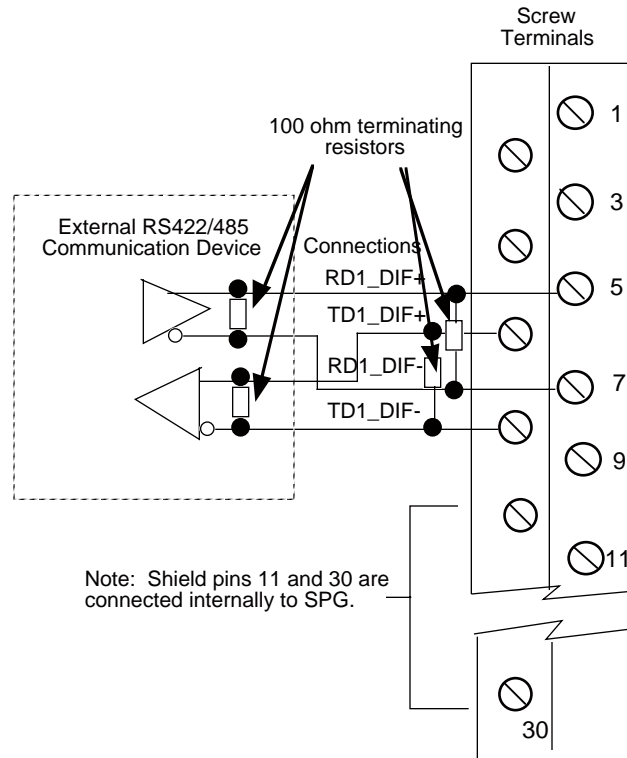 Screw
Terminals
1
100 ohm terminating
resistors
3
External RS422/485
Communication Device
Connections
RD1_DIF+
5
TD1_DIF+
RD1_DIF-
7
TD1_DIF-
9
11
Note:  Shield pins 11 and 30 are
connected internally to SPG.
30